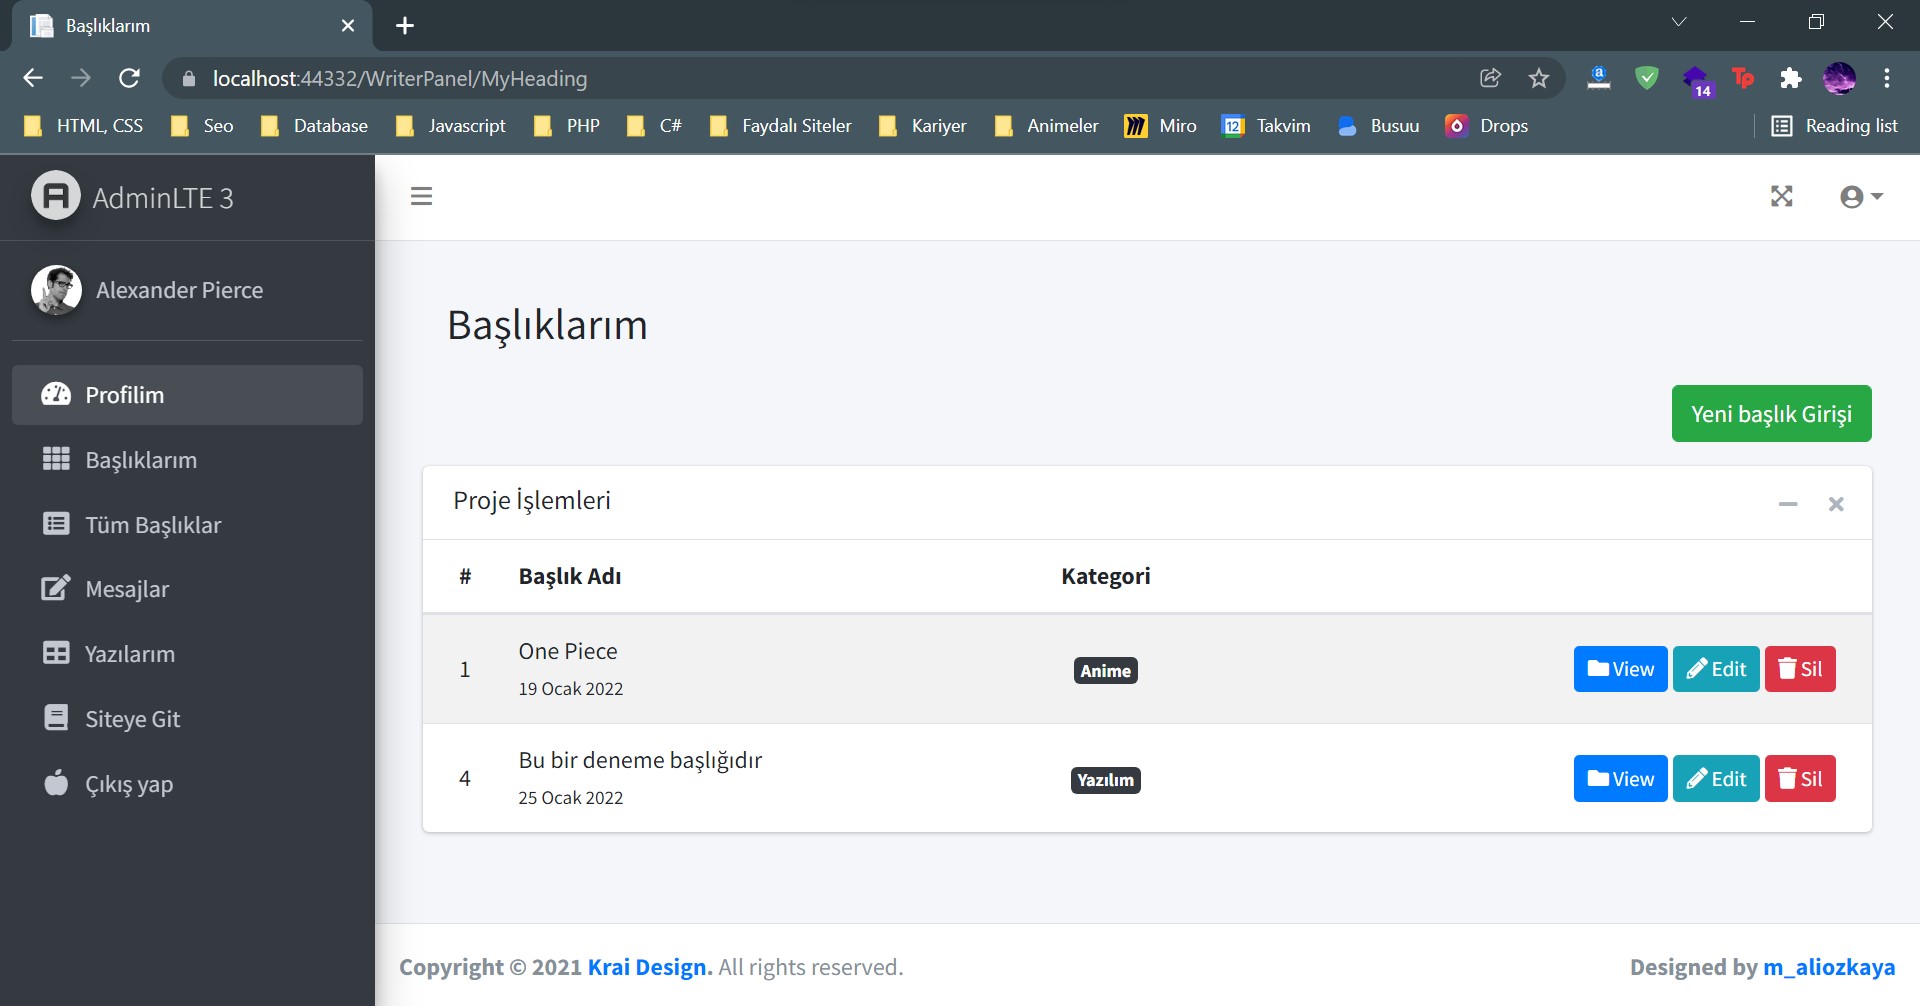 Başlıklarım
localhost:44332/WriterPanel/MyHeading
14
HTML, CSS Seo Database Javascript PHP C# Faydalı Siteler Kariyer Animeler Miro 12 Takvim Busuu Drops Reading list
AdminLTE 3
Alexander Pierce
Profilim
Başlıklarım
Tüm Başlıklar
Mesajlar
Yazılarım
Siteye Git
Çıkış yap
Başlıklarım
Yeni başlık Girişi
Proje İşlemleri
# Başlık Adı Kategori
1 One Piece Anime View Edit Sil
19 Ocak 2022
4 Bu bir deneme başlığıdır Yazılım View Edit Sil
25 Ocak 2022
Copyright © 2021 Krai Design. All rights reserved. Designed by m_aliozkaya